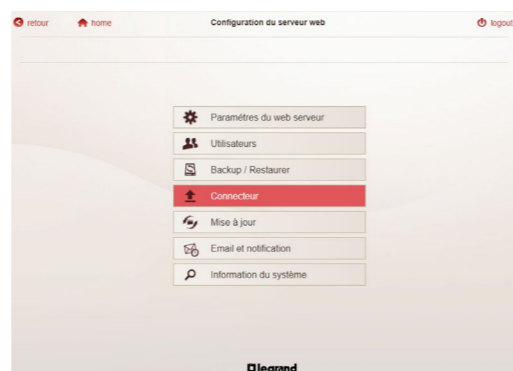 retour home Configuration du serveur web logout
Paramétres du web serveur
Utilisateurs
Backup / Restaurer
Connecteur
Mise à jour
Email et notification
Information du système
legrand